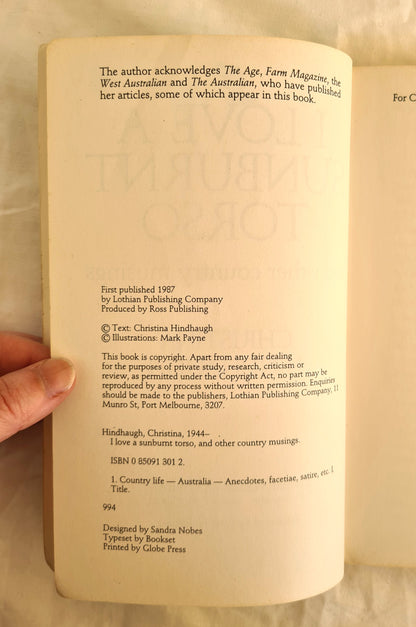 The author acknowledges The Age, Farm Magazine, the
West Australian and The Australian, who have published
her articles, some of which appear in this book.
For C
First published 1987
by Lothian Publishing Company
Produced by Ross Publishing
© Text: Christina Hindhaugh
© Illustrations: Mark Payne
This book is copyright. Apart from any fair dealing
for the purposes of private study, research, criticism or
review, as permitted under the Copyright Act, no part may be
reproduced by any process without written permission. Enquiries
should be made to the publishers, Lothian Publishing Company, 11
Munro St, Port Melbourne, 3207.
Hindhaugh, Christina, 1944–
I love a sunburnt torso, and other country musings.
ISBN 0 85091 301 2.
1. Country life — Australia — Anecdotes, facetiae, satire, etc. I.
Title.
994
Designed by Sandra Nobes
Typeset by Bookset
Printed by Globe Press